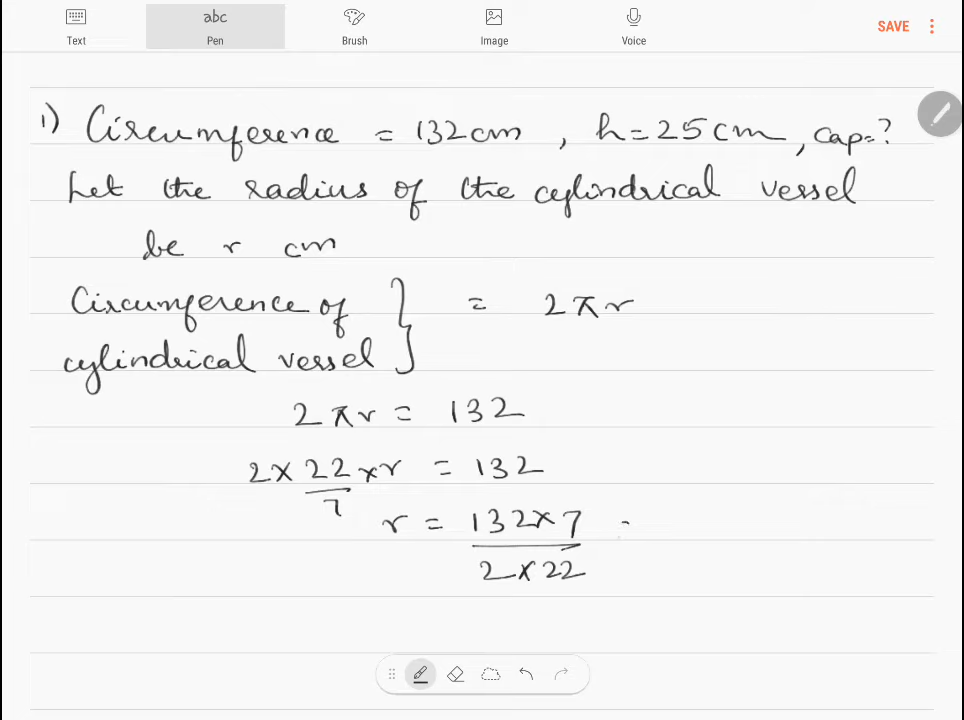 abc
Text Pen Brush Image Voice SAVE
1) Circumference = 132 cm , h = 25 cm, cap = ?
Let the radius of the cylindrical vessel
be r cm
Circumference of } = 2πr
cylindrical vessel
2πr = 132
2 × 22/7 × r = 132
r = 132 × 7
2 × 22